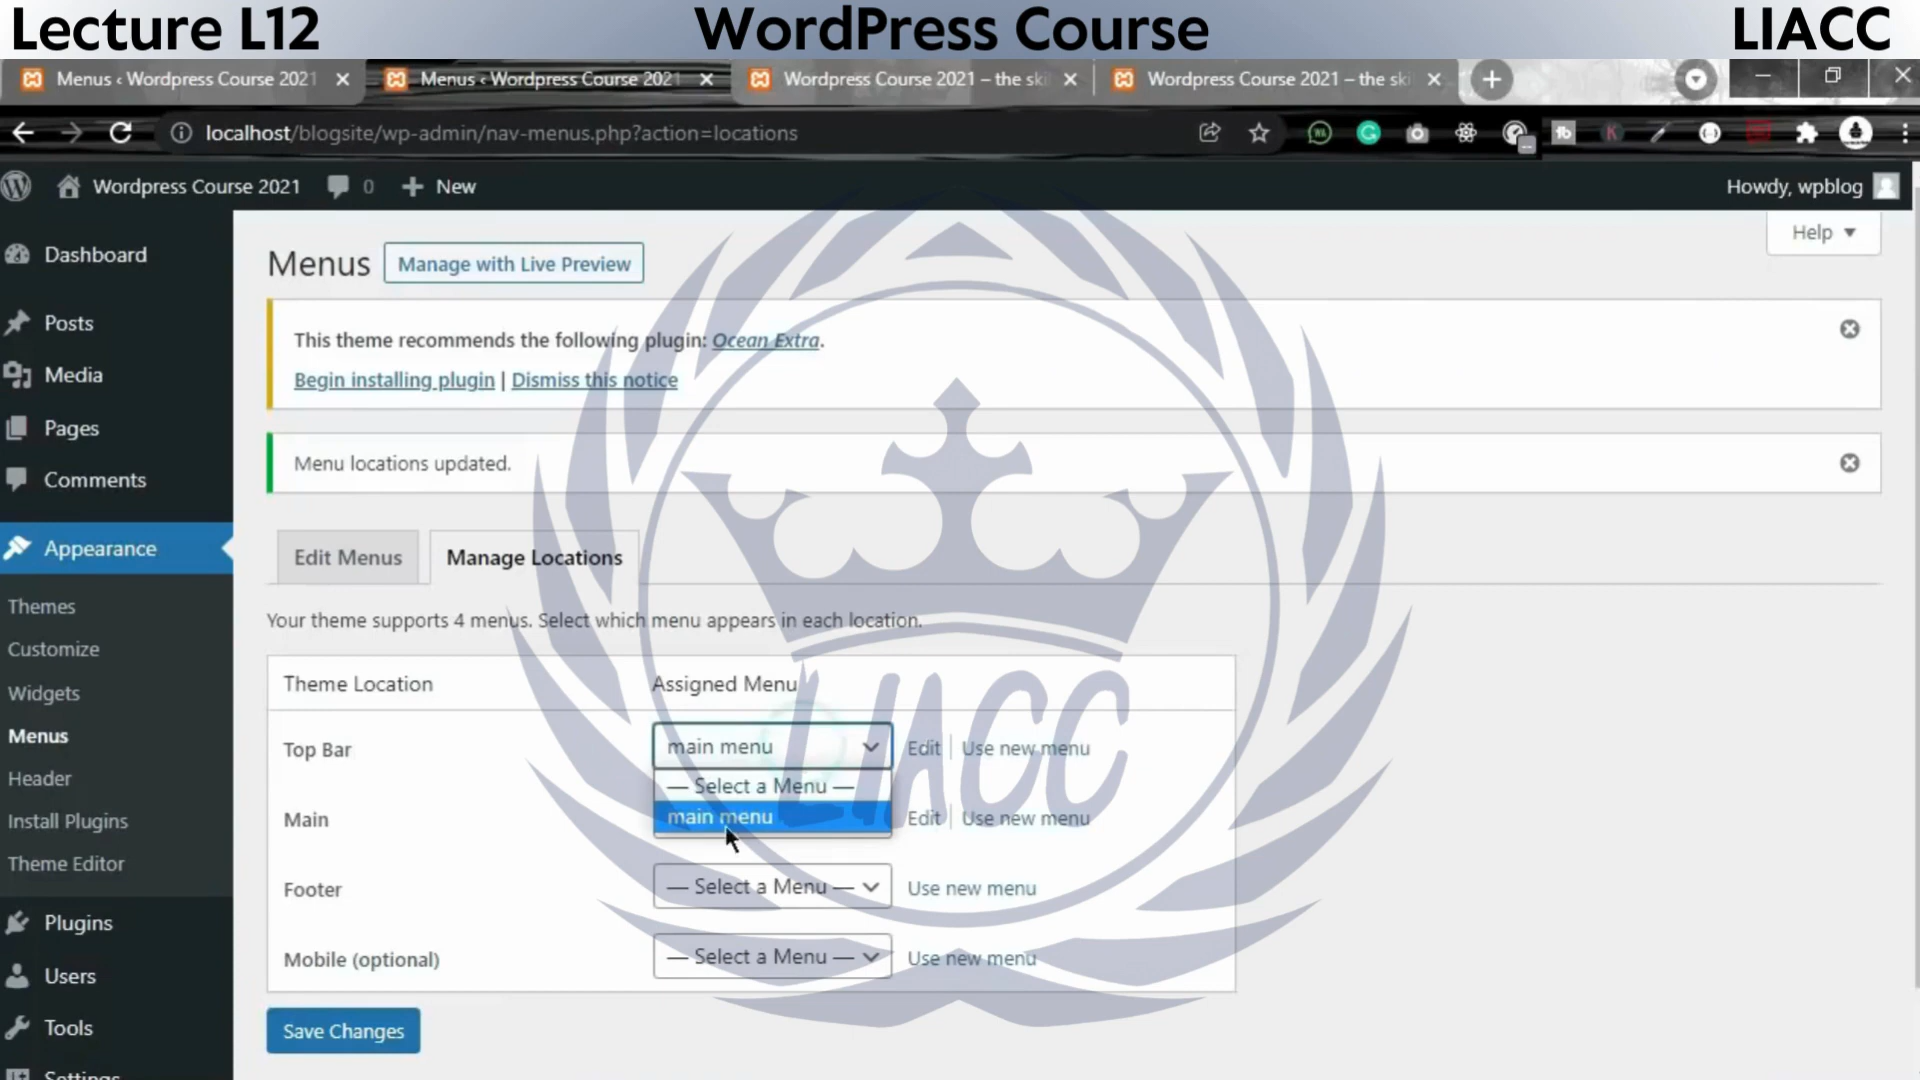 Lecture L12
WordPress Course
LIACC
Menus ‹ Wordpress Course 2021
Menus ‹ Wordpress Course 2021
Wordpress Course 2021 – the ski
Wordpress Course 2021 – the ski
localhost/blogsite/wp-admin/nav-menus.php?action=locations
Wordpress Course 2021
0
New
Howdy, wpblog
Help
Dashboard
Posts
Media
Pages
Comments
Appearance
Themes
Customize
Widgets
Menus
Header
Install Plugins
Theme Editor
Plugins
Users
Tools
Settings
Menus
Manage with Live Preview
This theme recommends the following plugin: Ocean Extra.
Begin installing plugin | Dismiss this notice
Menu locations updated.
Edit Menus
Manage Locations
Your theme supports 4 menus. Select which menu appears in each location.
Theme Location
Assigned Menu
Top Bar
main menu
Edit
Use new menu
— Select a Menu —
main menu
Main
Edit
Use new menu
Footer
— Select a Menu —
Use new menu
Mobile (optional)
— Select a Menu —
Use new menu
Save Changes
LIACC